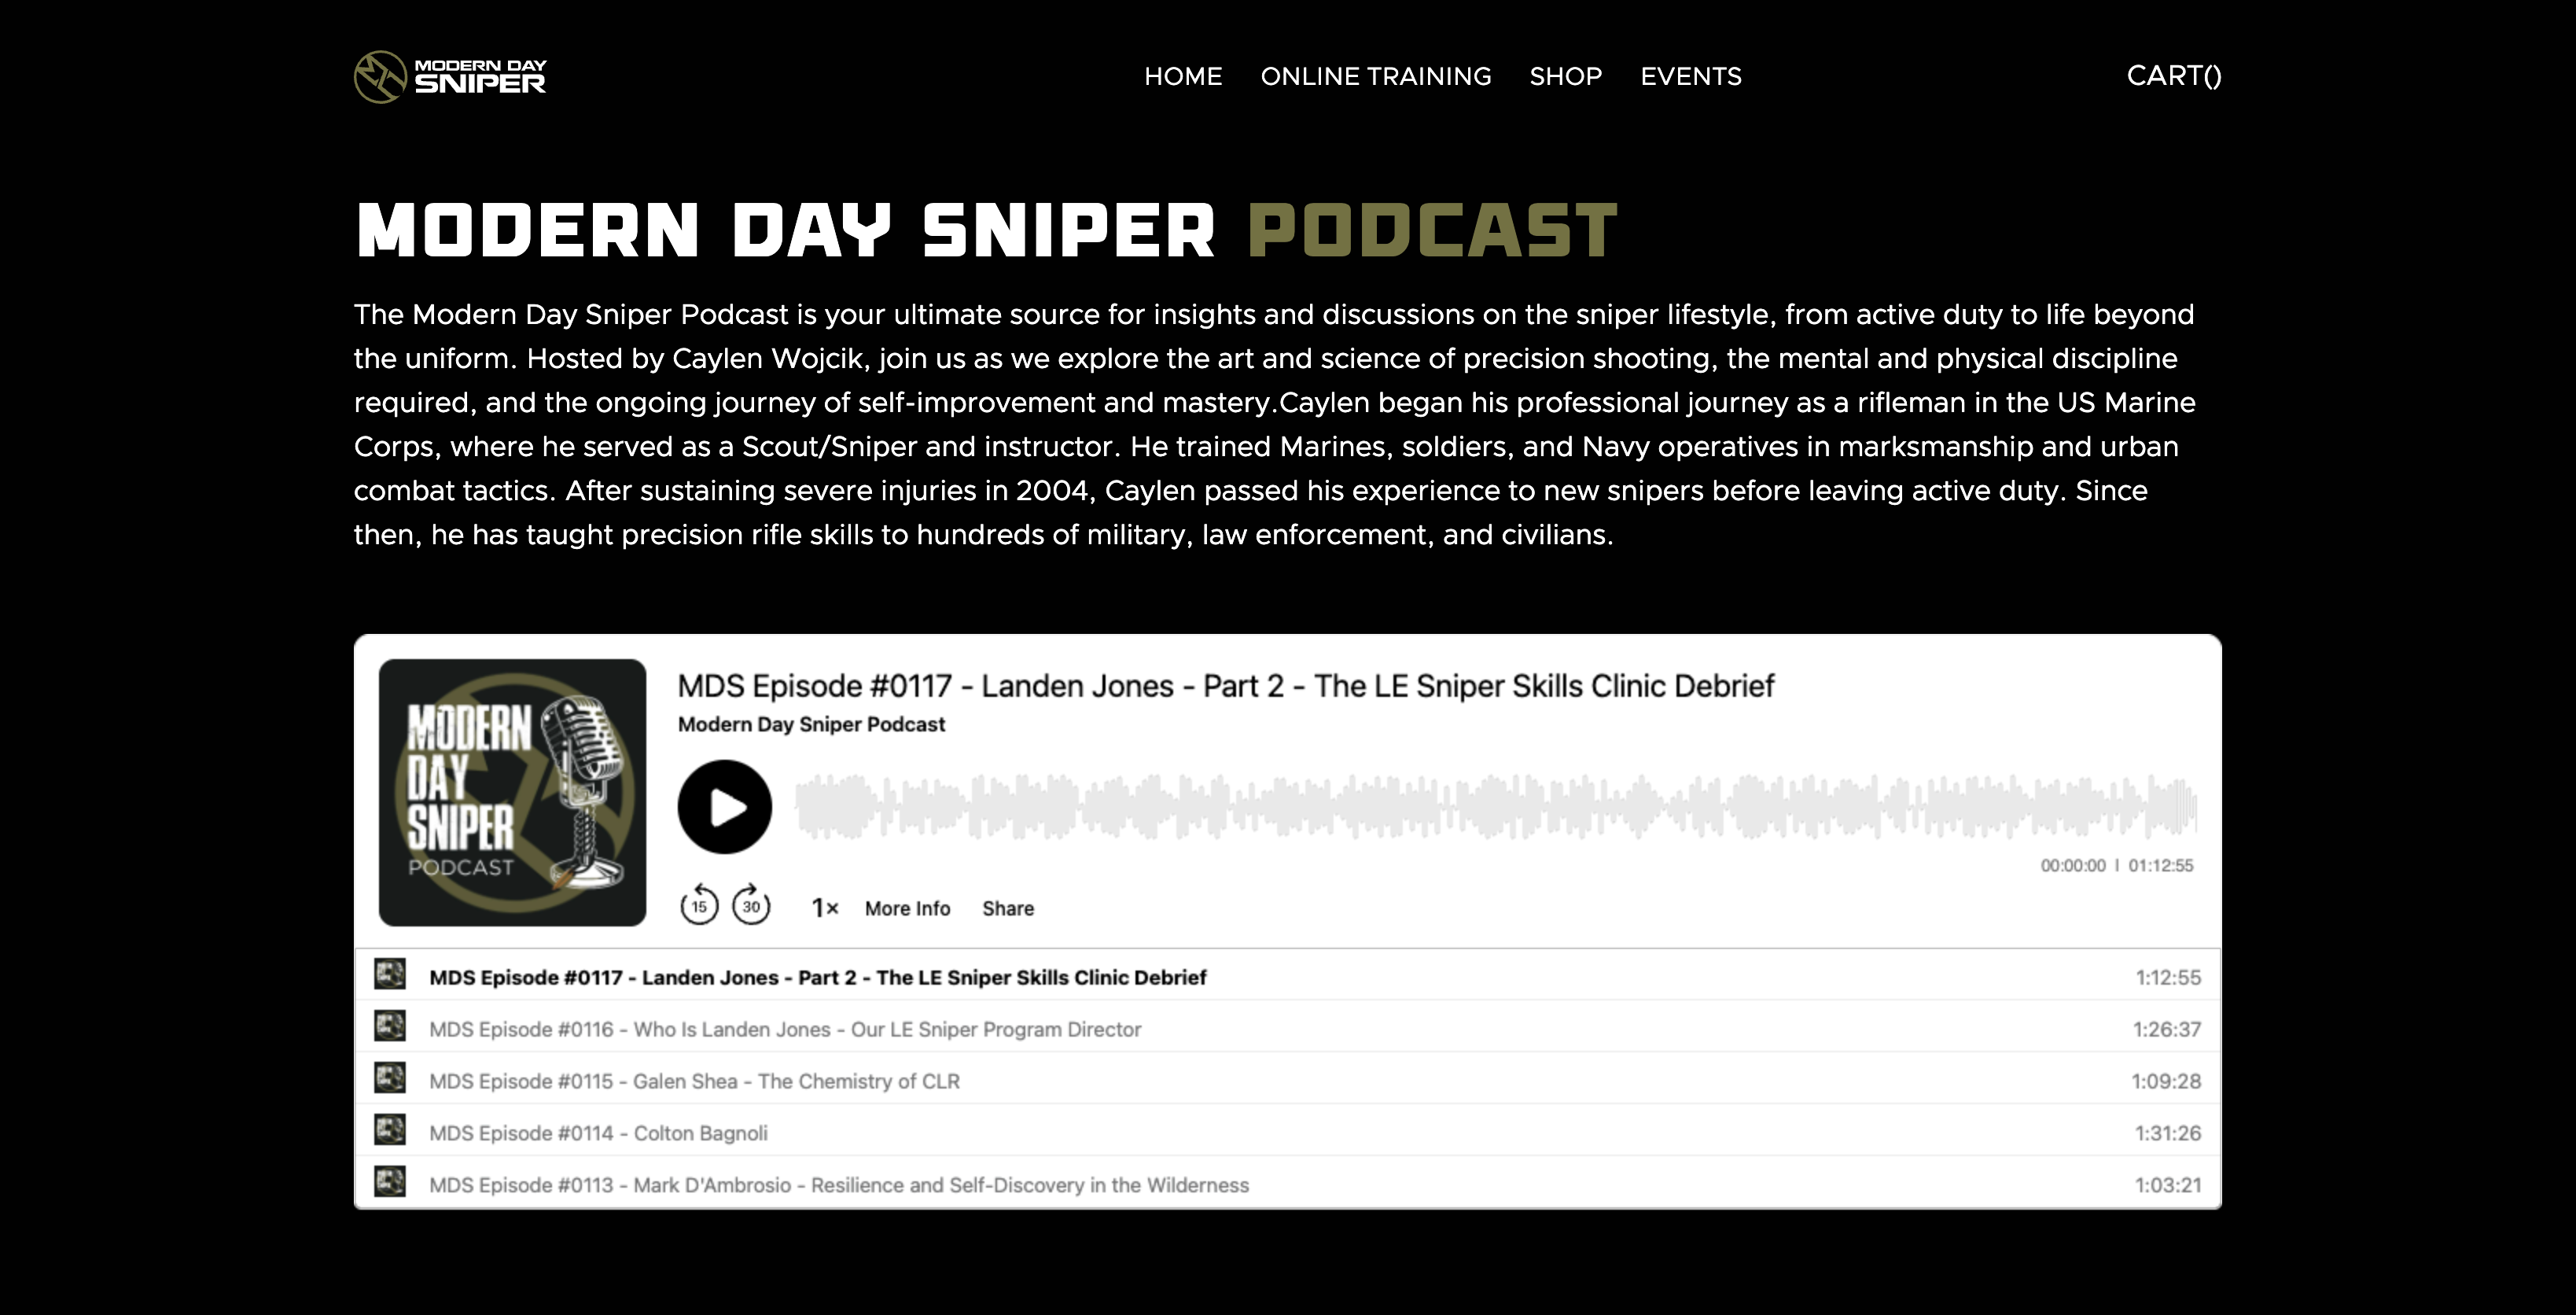 MODERN DAY
SNIPER
HOME
ONLINE TRAINING
SHOP
EVENTS
CART()
MODERN DAY SNIPER PODCAST
The Modern Day Sniper Podcast is your ultimate source for insights and discussions on the sniper lifestyle, from active duty to life beyond
the uniform. Hosted by Caylen Wojcik, join us as we explore the art and science of precision shooting, the mental and physical discipline
required, and the ongoing journey of self-improvement and mastery.Caylen began his professional journey as a rifleman in the US Marine
Corps, where he served as a Scout/Sniper and instructor. He trained Marines, soldiers, and Navy operatives in marksmanship and urban
combat tactics. After sustaining severe injuries in 2004, Caylen passed his experience to new snipers before leaving active duty. Since
then, he has taught precision rifle skills to hundreds of military, law enforcement, and civilians.
MODERN
DAY
SNIPER
PODCAST
MDS Episode #0117 - Landen Jones - Part 2 - The LE Sniper Skills Clinic Debrief
Modern Day Sniper Podcast
00:00:00 | 01:12:55
15 30 1× More Info Share
MDS Episode #0117 - Landen Jones - Part 2 - The LE Sniper Skills Clinic Debrief 1:12:55
MDS Episode #0116 - Who Is Landen Jones - Our LE Sniper Program Director 1:26:37
MDS Episode #0115 - Galen Shea - The Chemistry of CLR 1:09:28
MDS Episode #0114 - Colton Bagnoli 1:31:26
MDS Episode #0113 - Mark D'Ambrosio - Resilience and Self-Discovery in the Wilderness 1:03:21